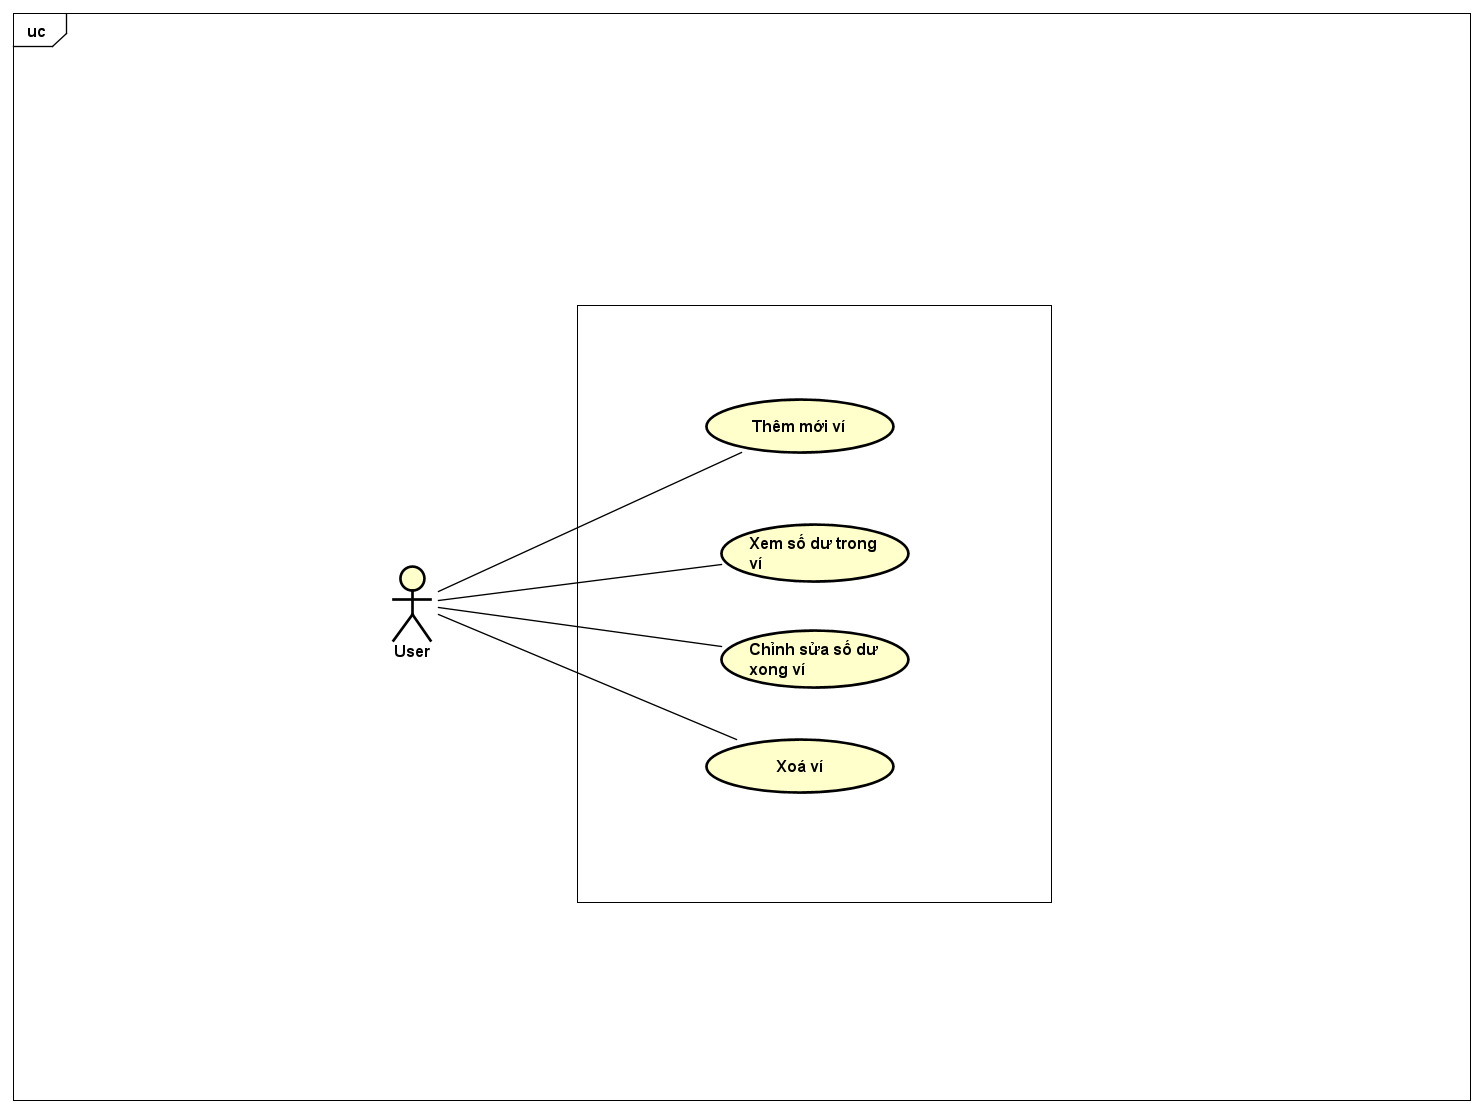 uc
Thêm mới ví
Xem số dư trong
ví
Chỉnh sửa số dư
xong ví
User
Xoá ví